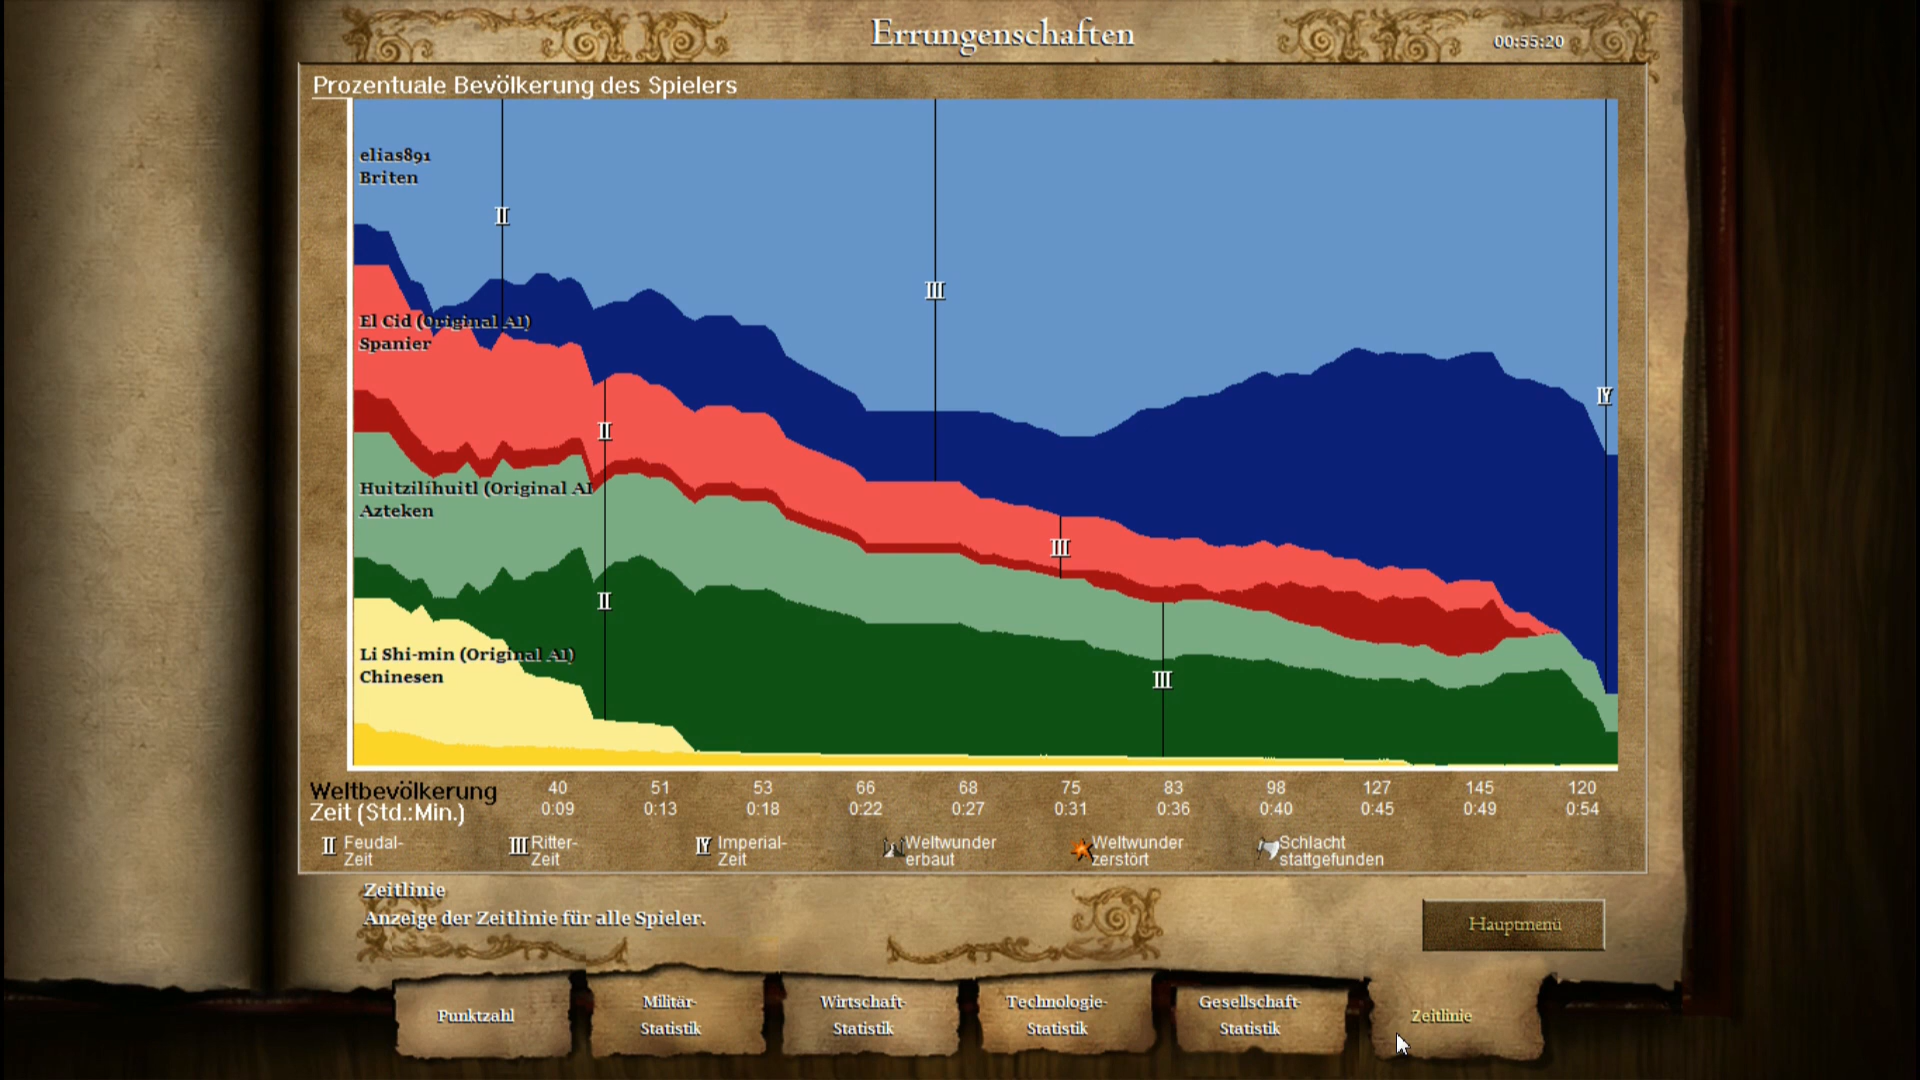 Errungenschaften
00:55:20
Prozentuale Bevölkerung des Spielers
elias891
Briten
II
III
IV
El Cid (Original AI)
Spanier
II
III
Huitzilíhuitl (Original AI
Azteken
II
III
Li Shi-min (Original AI)
Chinesen
Weltbevölkerung 40 51 53 66 68 75 83 98 127 145 120
Zeit (Std.:Min.) 0:09 0:13 0:18 0:22 0:27 0:31 0:36 0:40 0:45 0:49 0:54
II Feudal- III Ritter- IV Imperial- Weltwunder Weltwunder Schlacht
Zeit Zeit Zeit erbaut zerstört stattgefunden
Zeitlinie
Anzeige der Zeitlinie für alle Spieler.
Hauptmenü
Punktzahl
Militär-
Statistik
Wirtschaft-
Statistik
Technologie-
Statistik
Gesellschaft-
Statistik
Zeitlinie